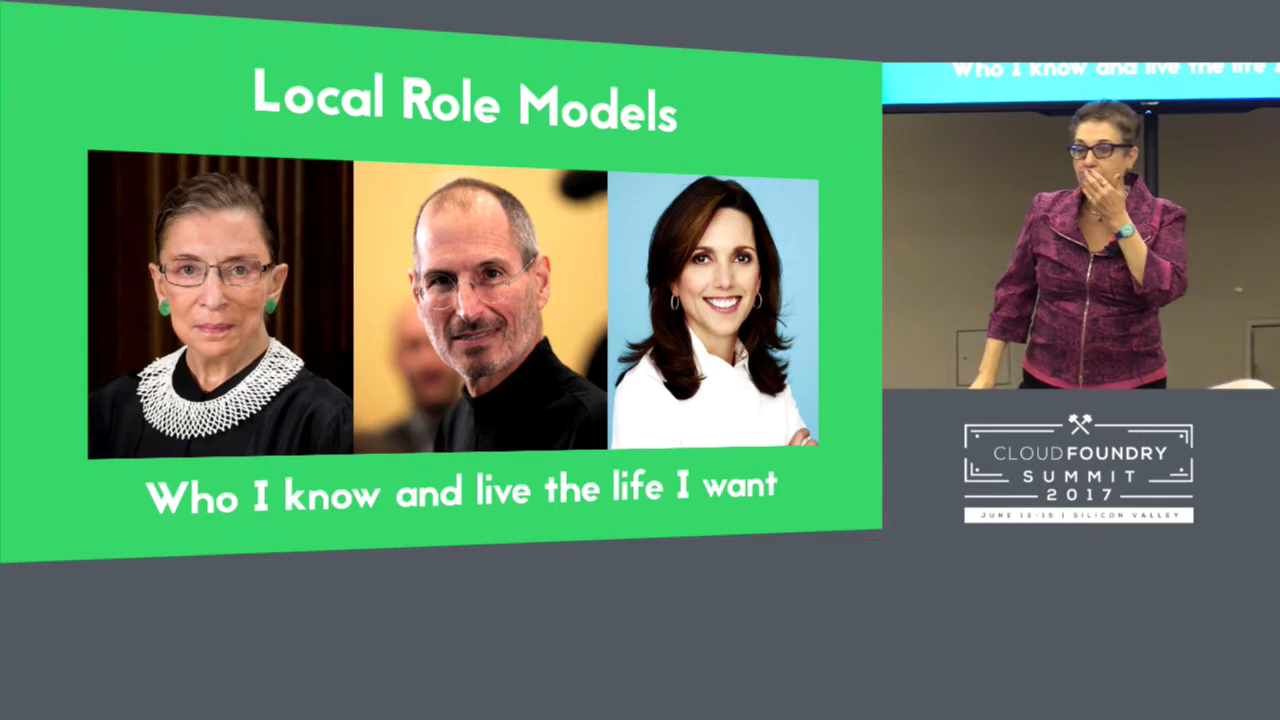 Local Role Models
Who I know and live the life I want
Who I know and live the life I
CLOUDFOUNDRY
SUMMIT
2017
JUNE 13-15 | SILICON VALLEY